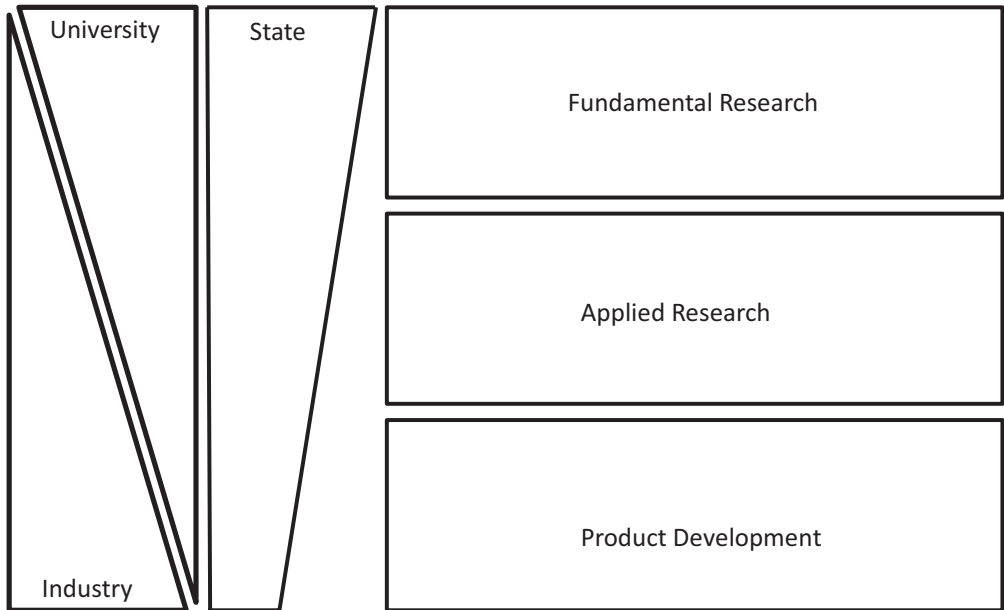 University
State
Fundamental Research
Applied Research
Product Development
Industry